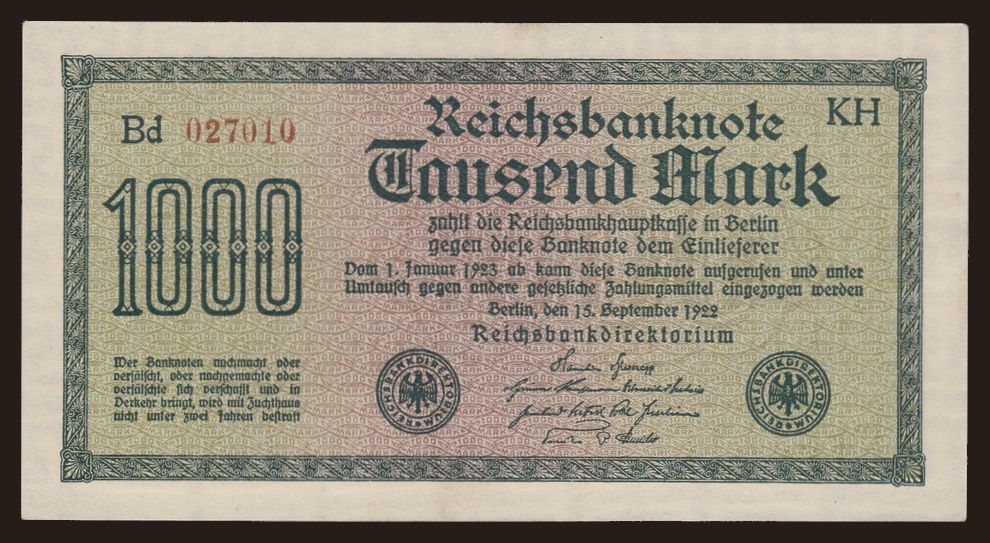 Bd 027010
KH
Reichsbanknote
Tausend Mark
1000
zahlt die Reichsbankhauptkasse in Berlin
gegen diese Banknote dem Einlieferer
Vom 1. Januar 1923 ab kann diese Banknote aufgerufen und unter
Umtausch gegen andere gesetzliche Zahlungsmittel eingezogen werden
Berlin, den 15. September 1922
Reichsbankdirektorium
Wer Banknoten nachmacht oder
verfälscht, oder nachgemachte oder
verfälschte sich verschafft und in
Verkehr bringt, wird mit Zuchthaus
nicht unter zwei Jahren bestraft
REICHSBANKDIREKTORIUM
REICHSBANKDIREKTORIUM